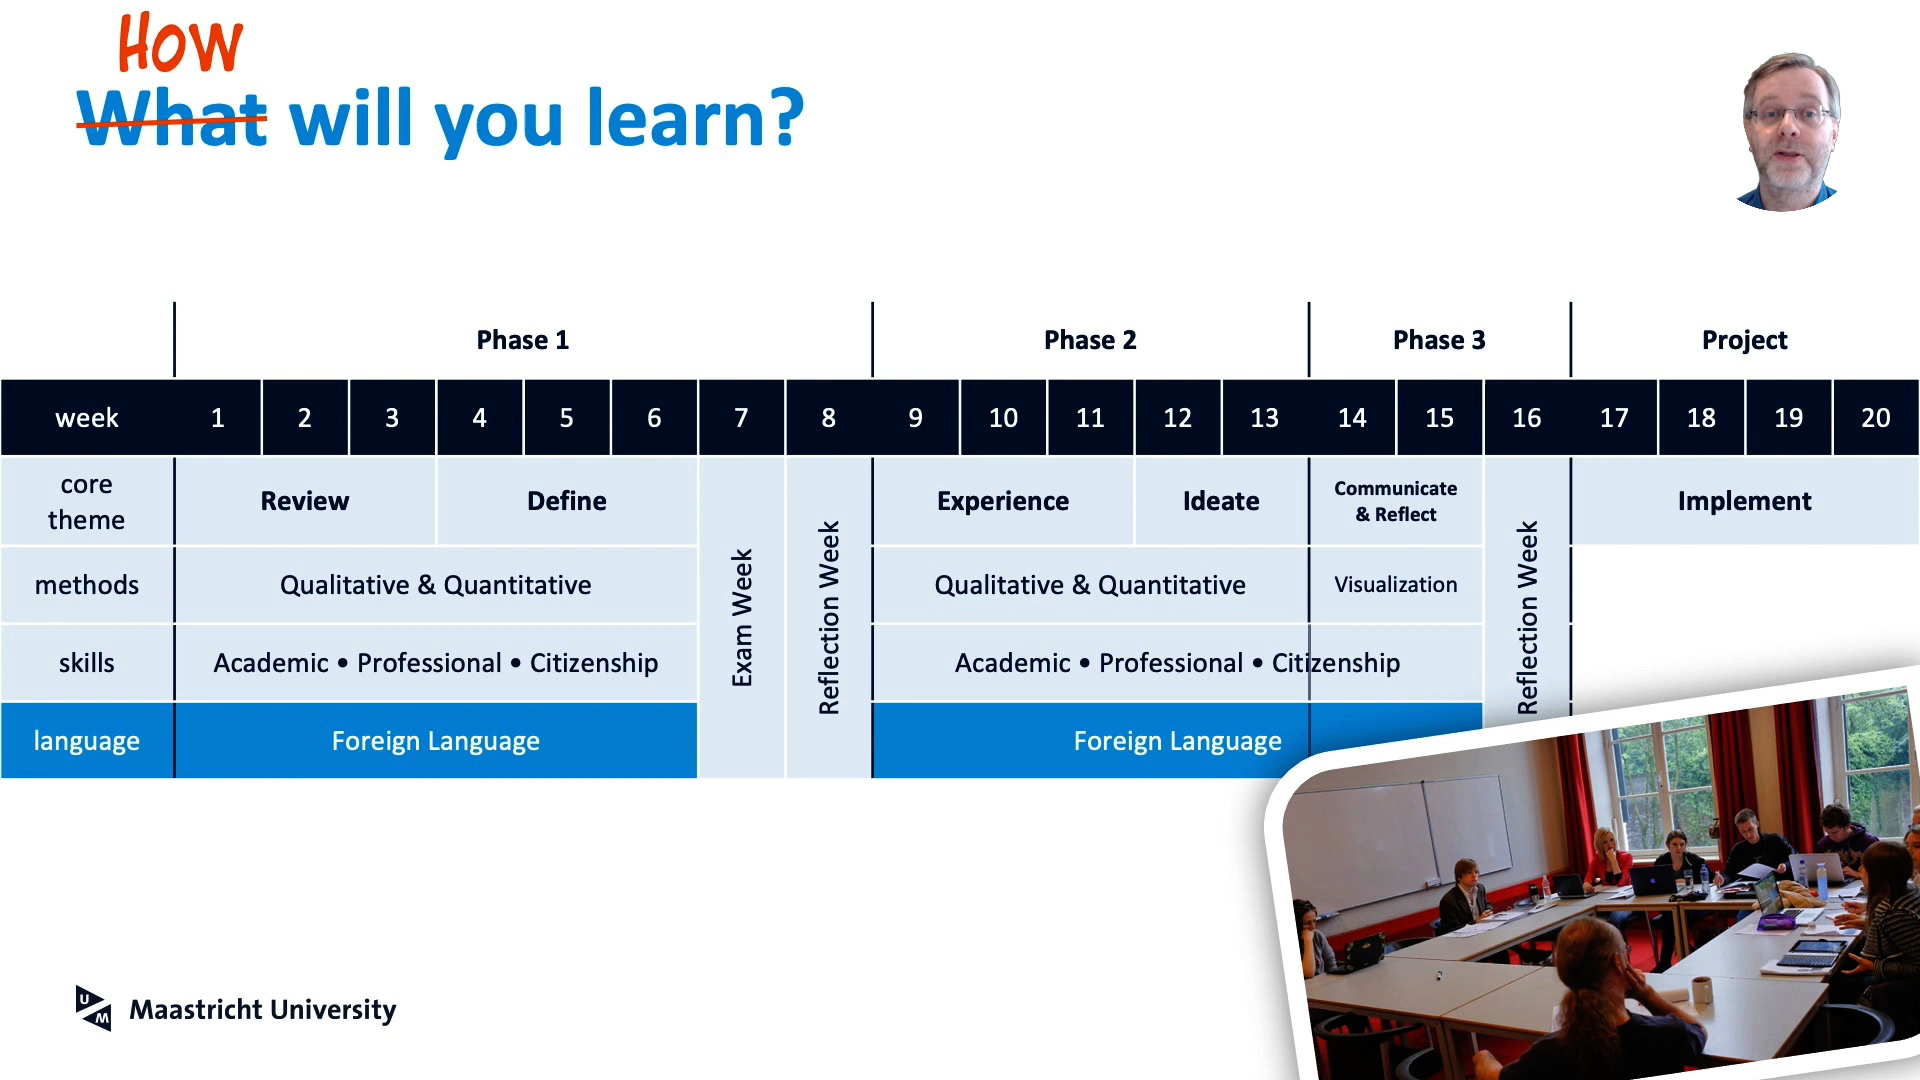 HOW
What will you learn?
Phase 1 Phase 2 Phase 3 Project
week 1 2 3 4 5 6 7 8 9 10 11 12 13 14 15 16 17 18 19 20
core
theme
Review Define Experience Ideate
Communicate
& Reflect
Implement
methods Qualitative & Quantitative Qualitative & Quantitative Visualization
skills Academic • Professional • Citizenship Academic • Professional • Citizenship
language Foreign Language Foreign Language
Exam Week
Reflection Week
Reflection Week
UM
Maastricht University